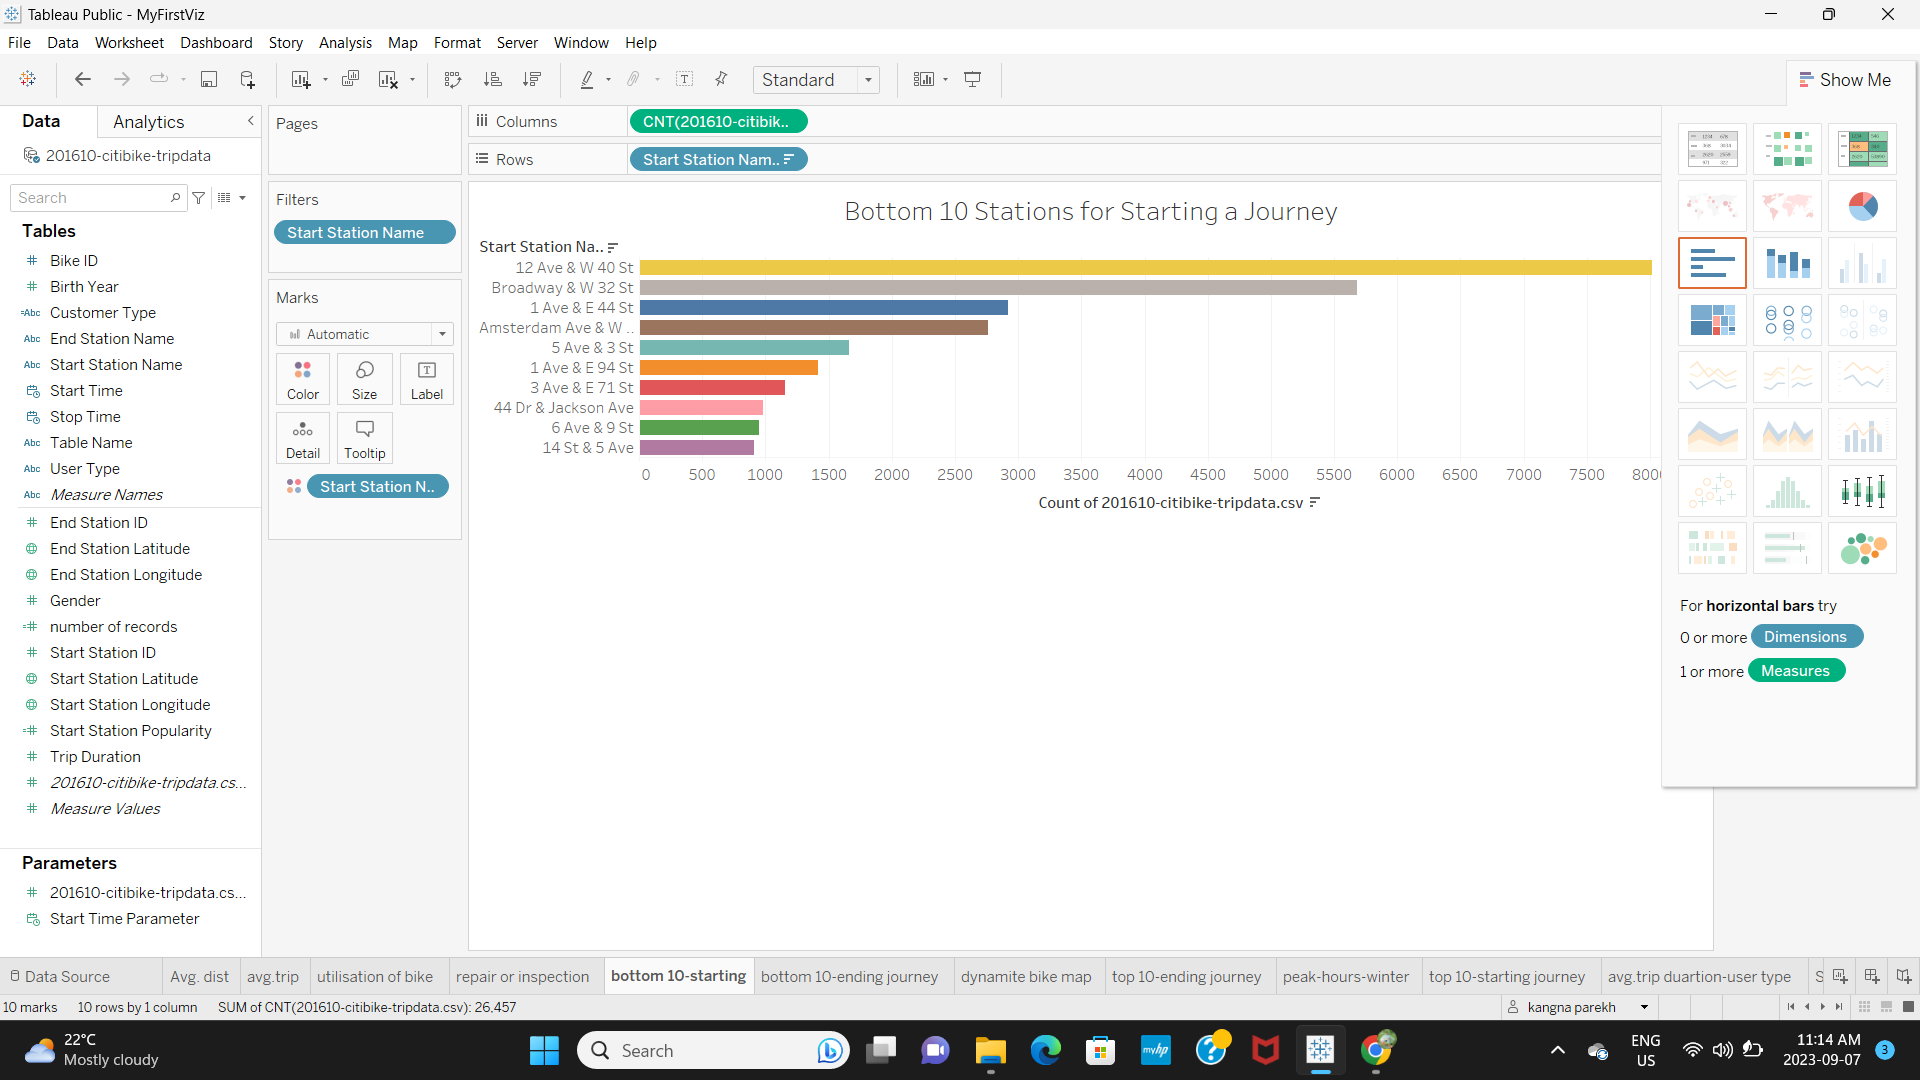 Tableau Public - MyFirstViz
File Data Worksheet Dashboard Story Analysis Map Format Server Window Help
Standard
Show Me
Data Analytics
201610-citibike-tripdata
Search
Tables
# Bike ID
# Birth Year
=Abc Customer Type
Abc End Station Name
Abc Start Station Name
Start Time
Stop Time
Abc Table Name
Abc User Type
Abc Measure Names
# End Station ID
End Station Latitude
End Station Longitude
# Gender
=# number of records
# Start Station ID
Start Station Latitude
Start Station Longitude
=# Start Station Popularity
# Trip Duration
# 201610-citibike-tripdata.cs...
# Measure Values
Parameters
# 201610-citibike-tripdata.cs...
Start Time Parameter
Pages
Filters
Start Station Name
Marks
Automatic
Color Size Label
Detail Tooltip
Start Station N..
Columns CNT(201610-citibik..
Rows Start Station Nam..
Bottom 10 Stations for Starting a Journey
Start Station Na..
12 Ave & W 40 St
Broadway & W 32 St
1 Ave & E 44 St
Amsterdam Ave & W ..
5 Ave & 3 St
1 Ave & E 94 St
3 Ave & E 71 St
44 Dr & Jackson Ave
6 Ave & 9 St
14 St & 5 Ave
0 500 1000 1500 2000 2500 3000 3500 4000 4500 5000 5500 6000 6500 7000 7500 8000
Count of 201610-citibike-tripdata.csv
For horizontal bars try
0 or more Dimensions
1 or more Measures
Data Source Avg. dist avg.trip utilisation of bike repair or inspection bottom 10-starting bottom 10-ending journey dynamite bike map top 10-ending journey peak-hours-winter top 10-starting journey avg.trip duartion-user type S
10 marks 10 rows by 1 column SUM of CNT(201610-citibike-tripdata.csv): 26,457
kangna parekh
22°C
Mostly cloudy
Search
myhp
ENG
US
11:14 AM
2023-09-07
3